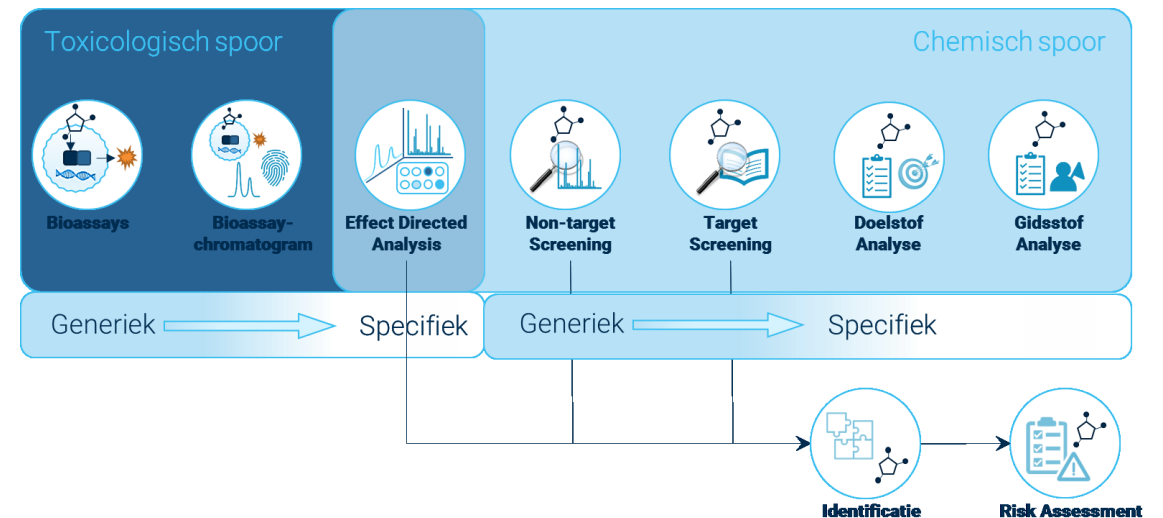 Toxicologisch spoor
Chemisch spoor
Bioassays
Bioassay-
chromatogram
Effect Directed
Analysis
Non-target
Screening
Target
Screening
Doelstof
Analyse
Gidsstof
Analyse
Generiek
Specifiek
Generiek
Specifiek
Identificatie
Risk Assessment